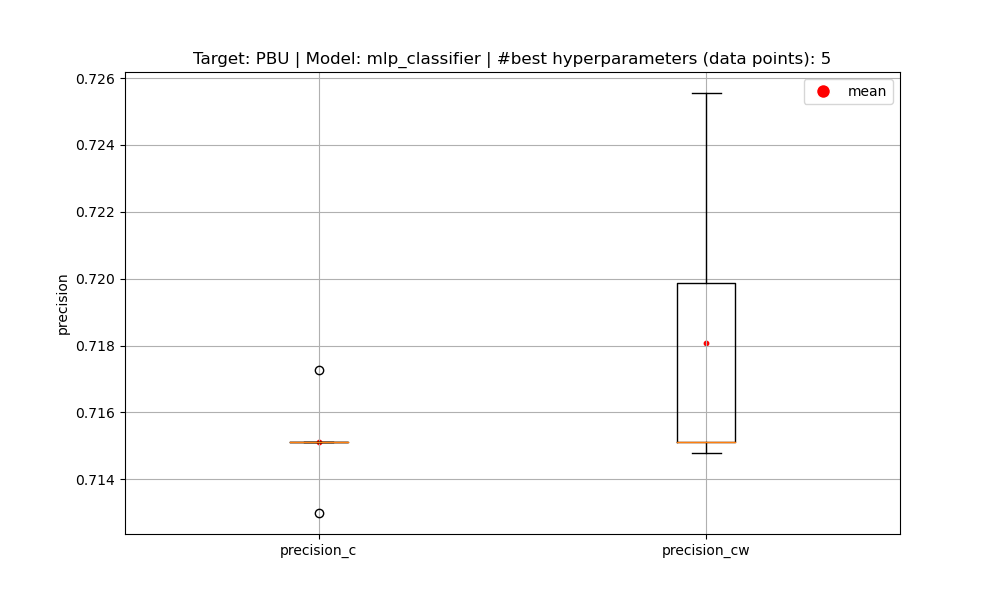 Target: PBU | Model: mlp_classifier | #best hyperparameters (data points): 5
mean
precision
0.726
0.724
0.722
0.720
0.718
0.716
0.714
precision_c
precision_cw